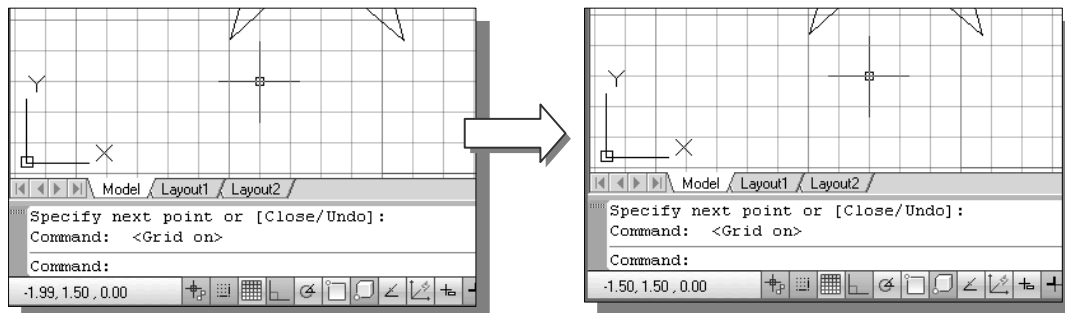 Y
X
Model Layout1 Layout2
Specify next point or [Close/Undo]:
Command: <Grid on>
Command:
-1.99, 1.50 , 0.00
Y
X
Model Layout1 Layout2
Specify next point or [Close/Undo]:
Command: <Grid on>
Command:
-1.50, 1.50 , 0.00